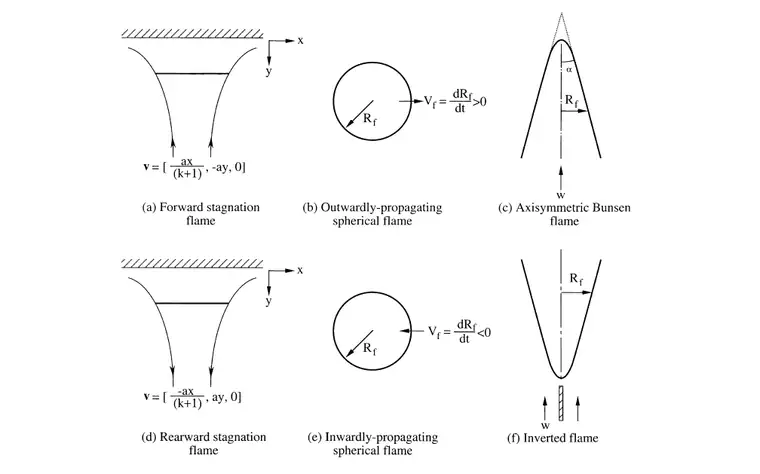 x
y
v = [ ax/(k+1) , -ay, 0]
(a) Forward stagnation
flame
R_f
V_f = dR_f/dt >0
(b) Outwardly-propagating
spherical flame
α
R_f
w
(c) Axisymmetric Bunsen
flame
x
y
v = [ -ax/(k+1) , ay, 0]
(d) Rearward stagnation
flame
R_f
V_f = dR_f/dt <0
(e) Inwardly-propagating
spherical flame
R_f
w
(f) Inverted flame